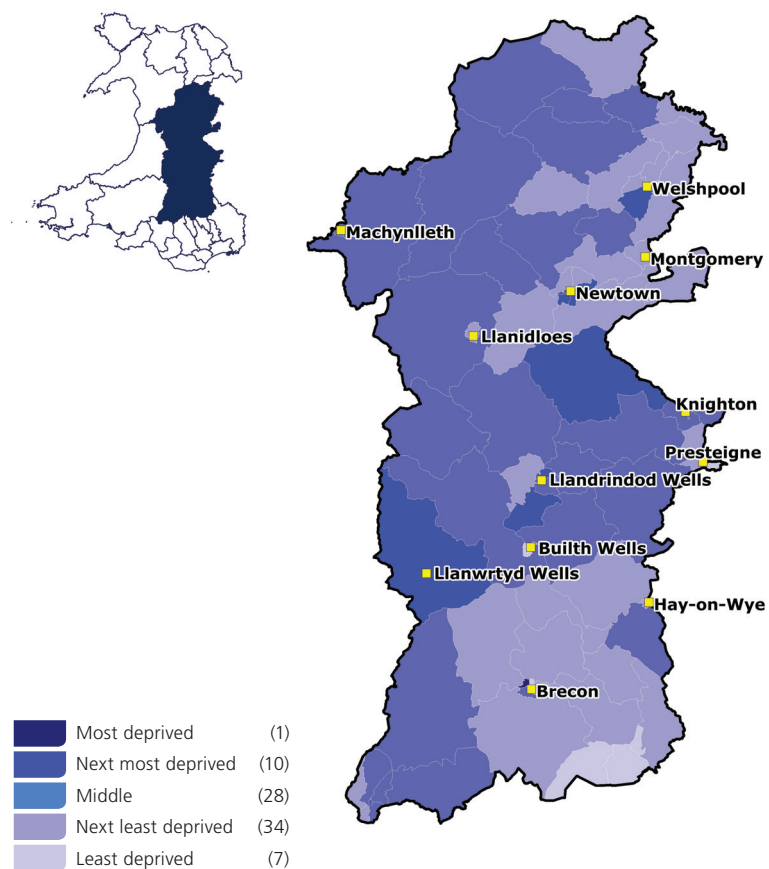 Welshpool
Machynlleth
Montgomery
Newtown
Llanidloes
Knighton
Presteigne
Llandrindod Wells
Builth Wells
Llanwrtyd Wells
Hay-on-Wye
Brecon
Most deprived (1)
Next most deprived (10)
Middle (28)
Next least deprived (34)
Least deprived (7)